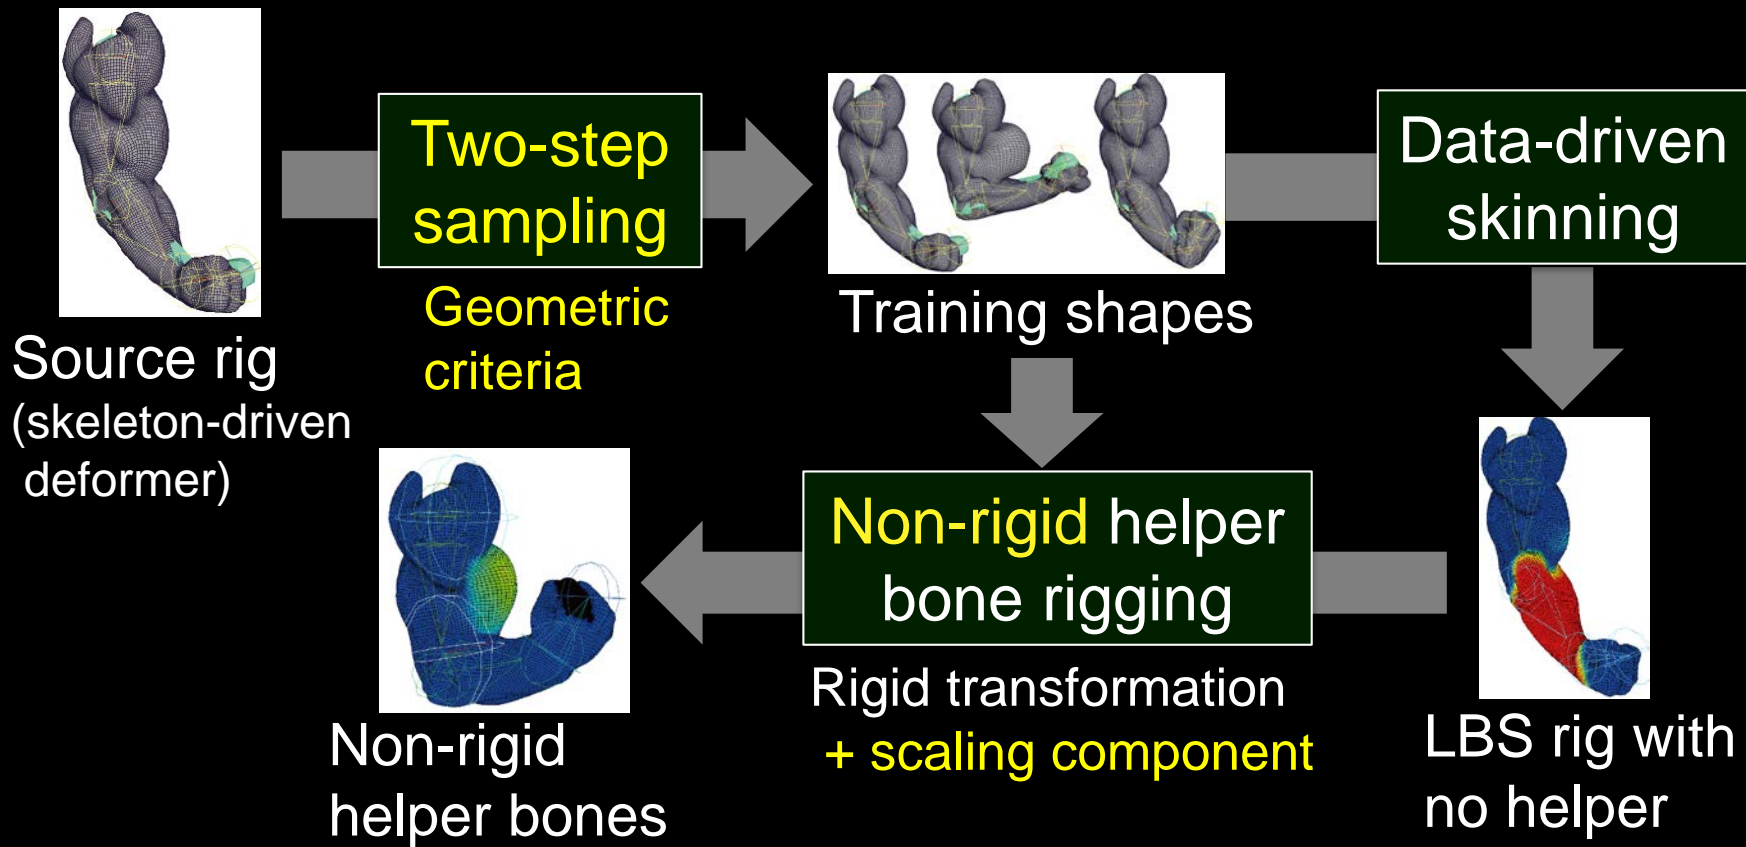 Source rig
(skeleton-driven
deformer)
Two-step
sampling
Geometric
criteria
Training shapes
Data-driven
skinning
LBS rig with
no helper
Non-rigid helper
bone rigging
Rigid transformation
+ scaling component
Non-rigid
helper bones